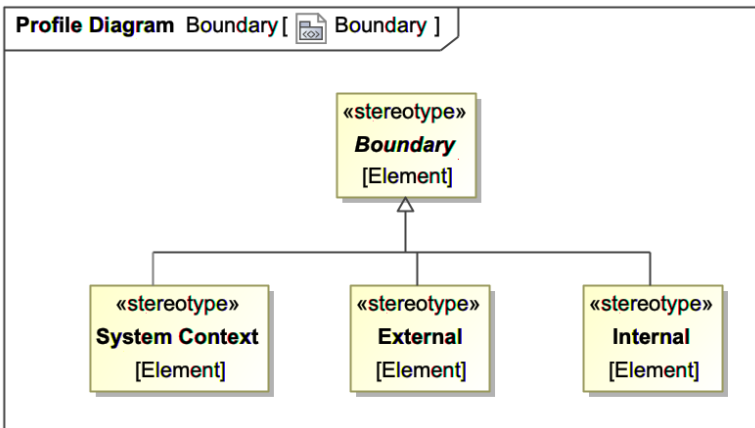 Profile Diagram Boundary [ Boundary ]
«stereotype»
Boundary
[Element]
«stereotype»
System Context
[Element]
«stereotype»
External
[Element]
«stereotype»
Internal
[Element]